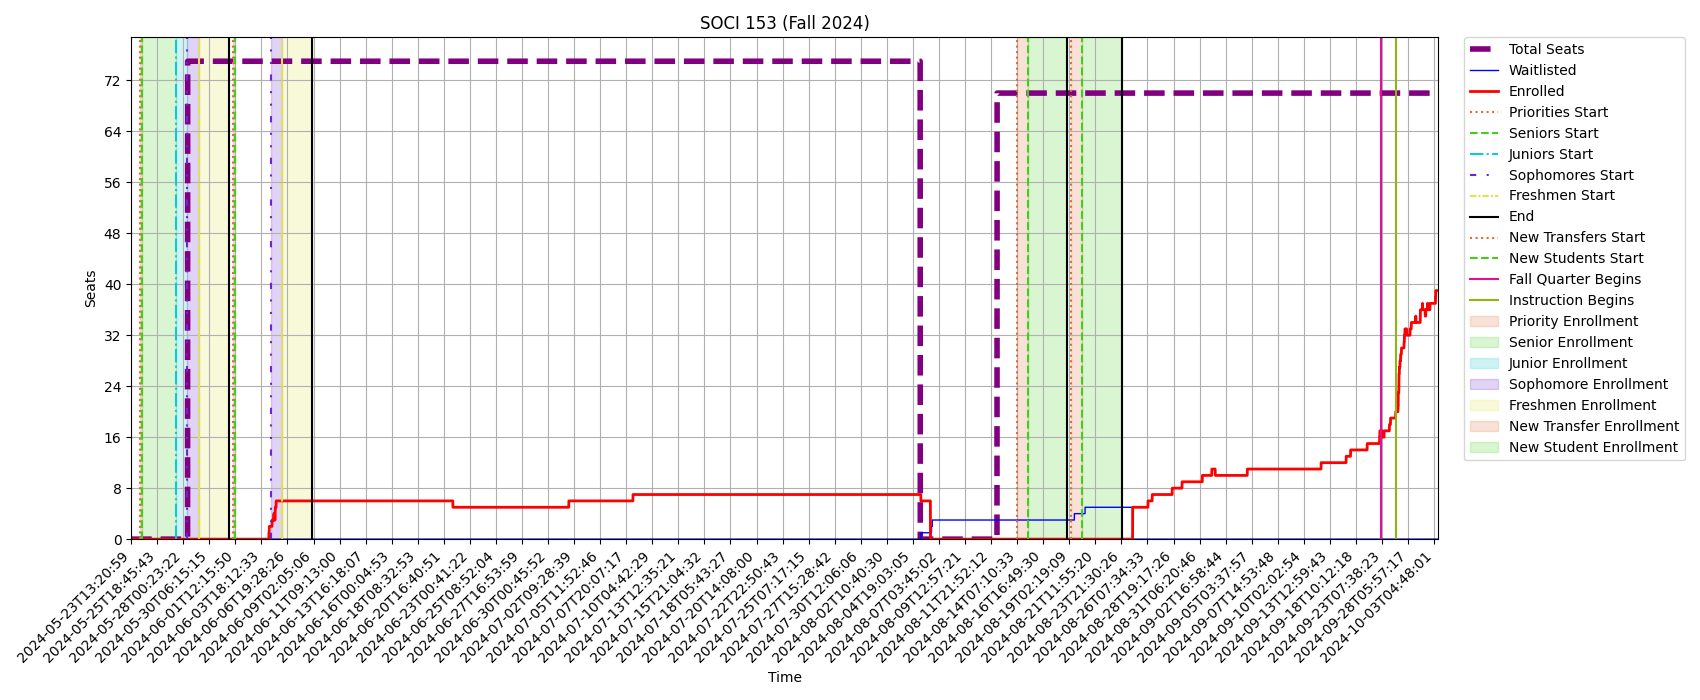 SOCI 153 (Fall 2024)
Seats
72
64
56
48
40
32
24
16
8
0
2024-05-23T13:20:59
2024-05-25T18:45:43
2024-05-28T00:23:22
2024-05-30T06:15:15
2024-06-01T12:15:50
2024-06-03T18:12:33
2024-06-06T19:28:26
2024-06-09T02:05:06
2024-06-11T09:13:00
2024-06-13T16:18:07
2024-06-16T00:04:53
2024-06-18T08:32:53
2024-06-20T16:40:51
2024-06-23T00:41:22
2024-06-25T08:52:04
2024-06-27T16:53:59
2024-06-30T00:45:52
2024-07-02T09:28:39
2024-07-05T11:52:46
2024-07-07T20:07:17
2024-07-10T04:42:29
2024-07-13T12:35:21
2024-07-15T21:04:32
2024-07-18T05:43:27
2024-07-20T14:08:00
2024-07-22T22:50:43
2024-07-25T07:17:15
2024-07-27T15:28:42
2024-07-30T12:06:06
2024-08-02T10:40:30
2024-08-04T19:03:05
2024-08-07T03:45:02
2024-08-09T12:57:21
2024-08-11T21:52:12
2024-08-14T07:10:33
2024-08-16T16:49:30
2024-08-19T02:19:09
2024-08-21T11:55:20
2024-08-23T21:30:26
2024-08-26T07:34:33
2024-08-28T19:17:26
2024-08-31T06:20:46
2024-09-02T16:58:44
2024-09-05T03:37:57
2024-09-07T14:53:48
2024-09-10T02:02:54
2024-09-13T12:59:43
2024-09-18T10:12:18
2024-09-23T07:38:23
2024-09-28T05:57:17
2024-10-03T04:48:01
Time
Total Seats
Waitlisted
Enrolled
Priorities Start
Seniors Start
Juniors Start
Sophomores Start
Freshmen Start
End
New Transfers Start
New Students Start
Fall Quarter Begins
Instruction Begins
Priority Enrollment
Senior Enrollment
Junior Enrollment
Sophomore Enrollment
Freshmen Enrollment
New Transfer Enrollment
New Student Enrollment